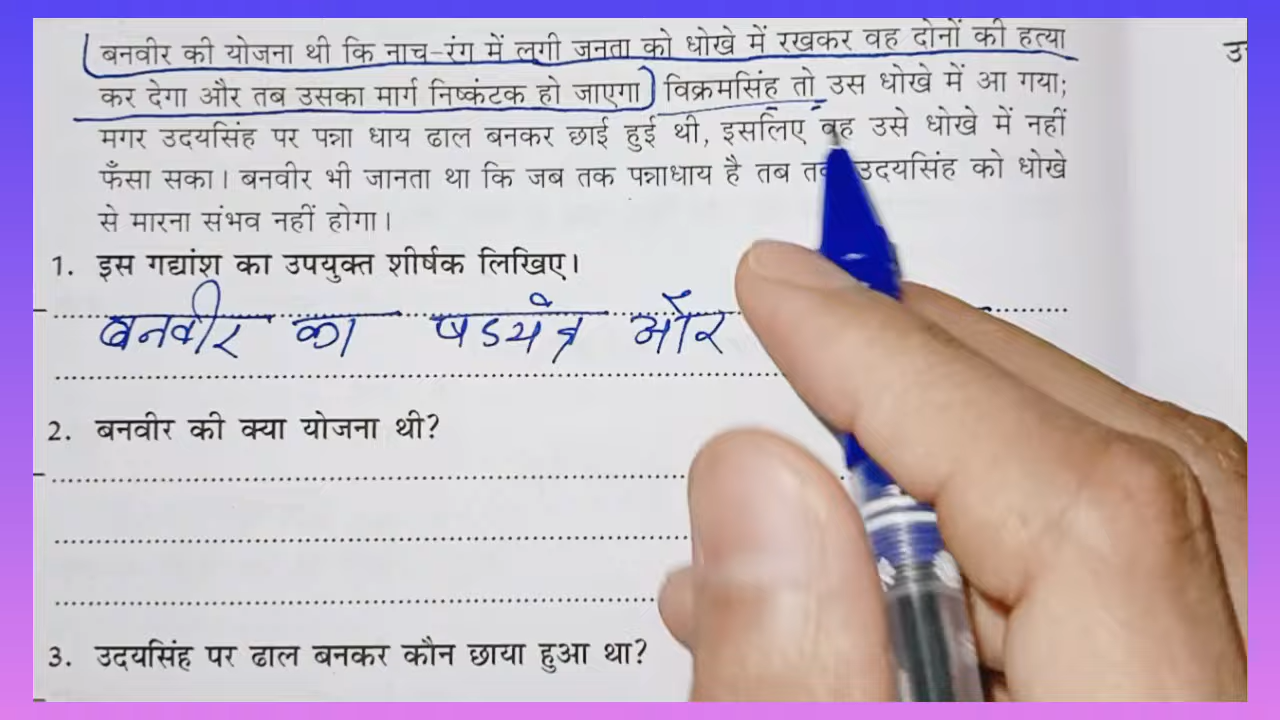 बनवीर की योजना थी कि नाच-रंग में लगी जनता को धोखे में रखकर वह दोनों की हत्या
कर देगा और तब उसका मार्ग निष्कंटक हो जाएगा विक्रमसिंह तो उस धोखे में आ गया;
मगर उदयसिंह पर पन्ना धाय ढाल बनकर छाई हुई थी, इसलिए वह उसे धोखे में नहीं
फँसा सका। बनवीर भी जानता था कि जब तक पन्नाधाय है तब उदयसिंह को धोखे
से मारना संभव नहीं होगा।
1. इस गद्यांश का उपयुक्त शीर्षक लिखिए।
बनवीर का षडयंत्र और
2. बनवीर की क्या योजना थी?
3. उदयसिंह पर ढाल बनकर कौन छाया हुआ था?